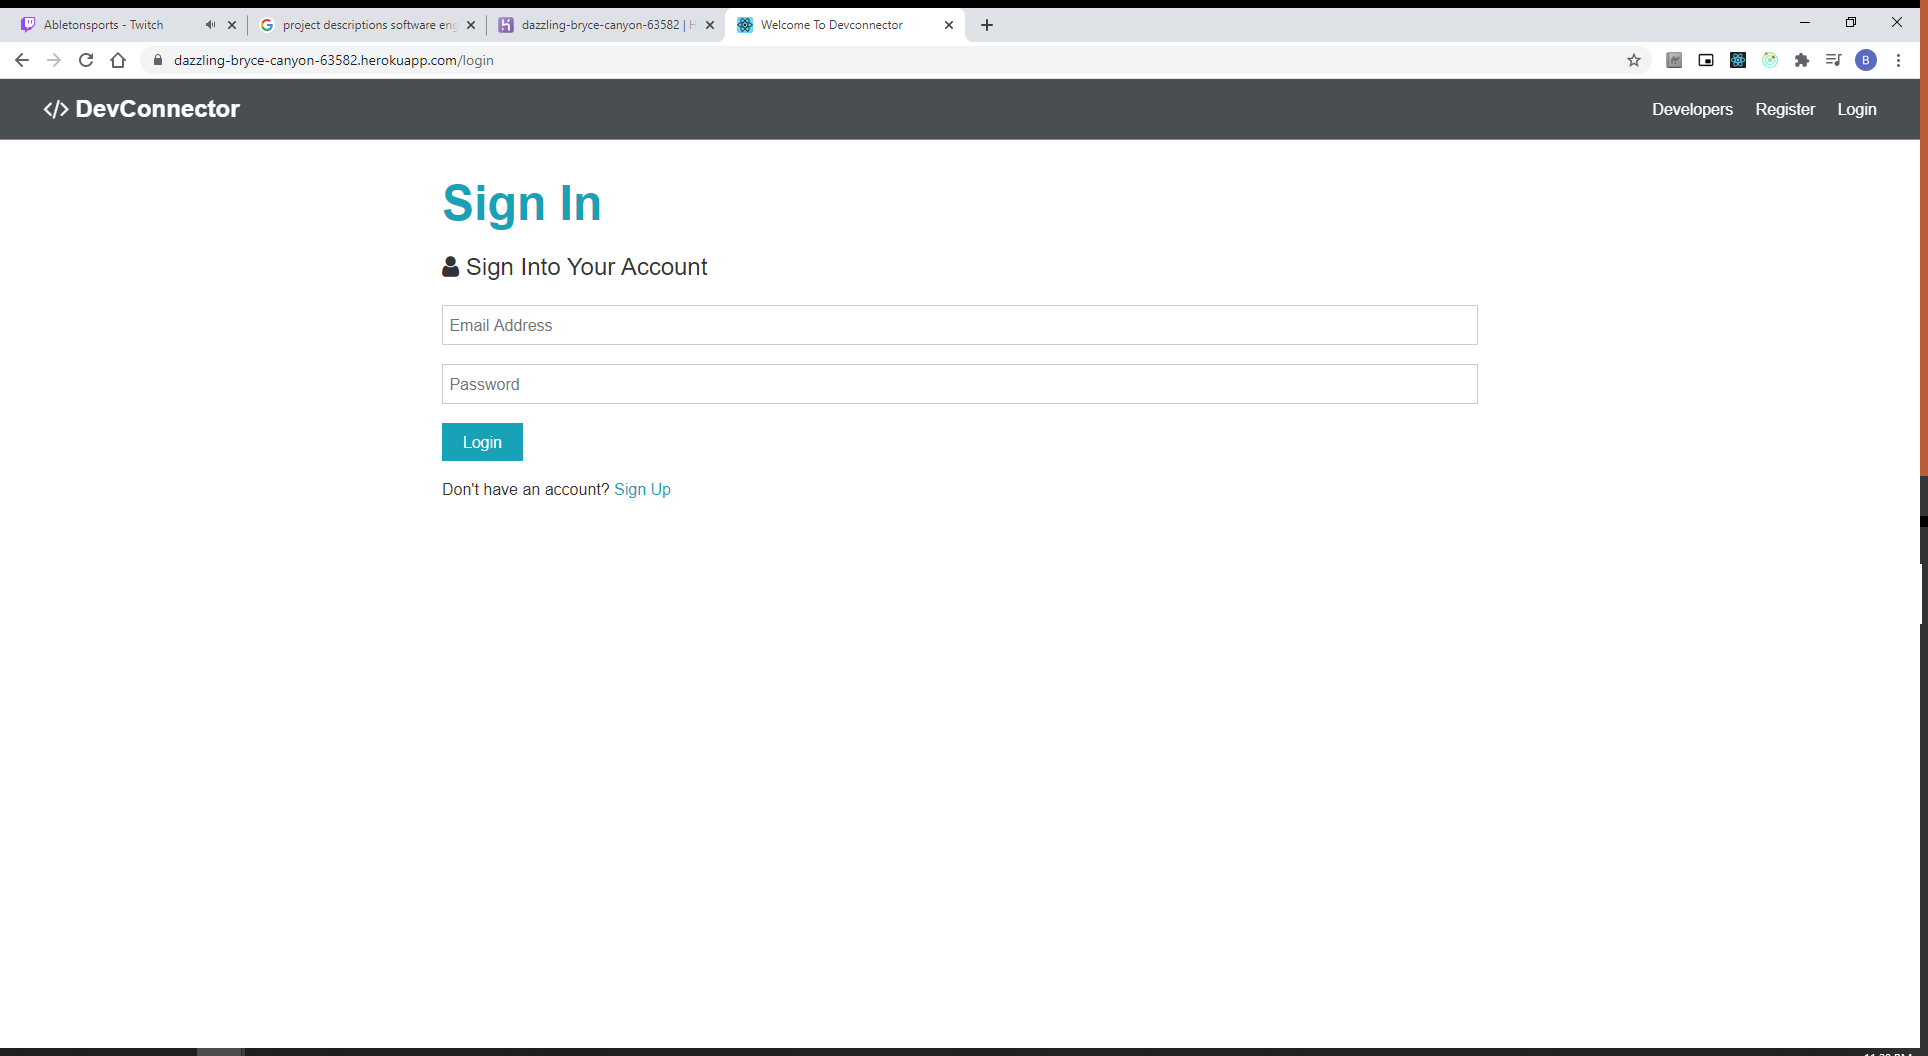 Abletonsports - Twitch
project descriptions software eng
dazzling-bryce-canyon-63582 | H
Welcome To Devconnector
dazzling-bryce-canyon-63582.herokuapp.com/login
B
</> DevConnector
Developers Register Login
Sign In
Sign Into Your Account
Email Address
Password
Login
Don't have an account? Sign Up